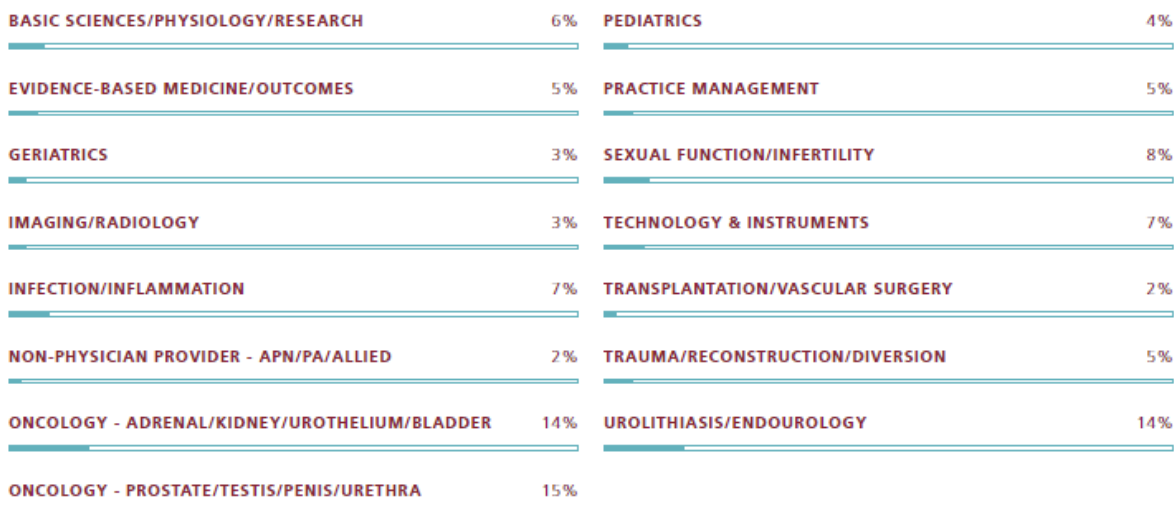 BASIC SCIENCES/PHYSIOLOGY/RESEARCH 6%
EVIDENCE-BASED MEDICINE/OUTCOMES 5%
GERIATRICS 3%
IMAGING/RADIOLOGY 3%
INFECTION/INFLAMMATION 7%
NON-PHYSICIAN PROVIDER - APN/PA/ALLIED 2%
ONCOLOGY - ADRENAL/KIDNEY/UROTHELIUM/BLADDER 14%
ONCOLOGY - PROSTATE/TESTIS/PENIS/URETHRA 15%
PEDIATRICS 4%
PRACTICE MANAGEMENT 5%
SEXUAL FUNCTION/INFERTILITY 8%
TECHNOLOGY & INSTRUMENTS 7%
TRANSPLANTATION/VASCULAR SURGERY 2%
TRAUMA/RECONSTRUCTION/DIVERSION 5%
UROLITHIASIS/ENDOUROLOGY 14%